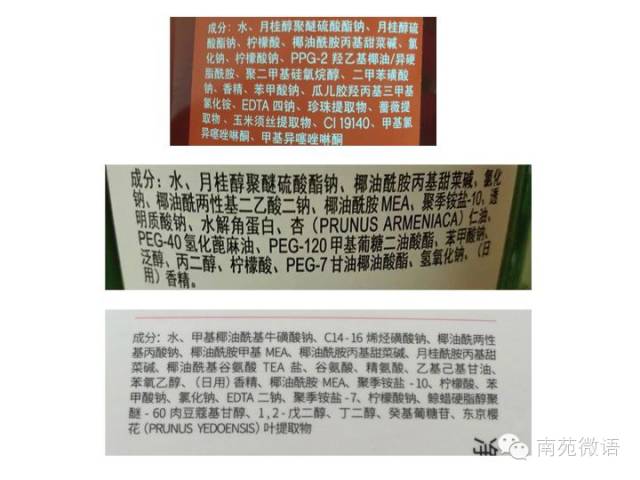 成分：水、月桂醇聚醚硫酸酯钠、月桂醇硫
酸酯钠、柠檬酸、椰油酰胺丙基甜菜碱、氯
化钠、柠檬酸钠、PPG-2 羟乙基椰油/异硬
脂酰胺、聚二甲基硅氧烷醇、二甲苯磺酸
钠、香精、苯甲酸钠、瓜儿胶羟丙基三甲基
氯化铵、EDTA 四钠、珍珠提取物、蔷薇提
取物、玉米须丝提取物、CI 19140、甲基氯
异噻唑啉酮、甲基异噻唑啉酮
成分：水、月桂醇聚醚硫酸酯钠、椰油酰胺丙基甜菜碱、氯化
钠、椰油酰两性基二乙酸二钠、椰油酰胺MEA、聚季铵盐-10、透
明质酸钠、水解角蛋白、杏（PRUNUS ARMENIACA）仁油、
PEG-40氢化蓖麻油、PEG-120甲基葡糖二油酸酯、苯甲酸钠、
泛醇、丙二醇、柠檬酸、PEG-7甘油椰油酸酯、氢氧化钠、（日
用）香精。
成分：水、甲基椰油酰基牛磺酸钠、C14-16 烯烃磺酸钠、椰油酰两性
基丙酸钠、椰油酰胺甲基 MEA、椰油酰胺丙基甜菜碱、月桂酰胺丙基甜
菜碱、椰油酰基谷氨酸 TEA 盐、谷氨酸、精氨酸、乙基己基甘油、
苯氧乙醇、（日用）香精、椰油酰胺 MEA、聚季铵盐 -10、柠檬酸、苯
甲酸钠、氯化钠、EDTA 二钠、聚季铵盐 -7、柠檬酸钠、鲸蜡硬脂醇聚
醚 - 60 肉豆蔻基甘醇、1, 2-戊二醇、丁二醇、癸基葡糖苷、东京樱
花（PRUNUS YEDOENSIS）叶提取物
南苑微语